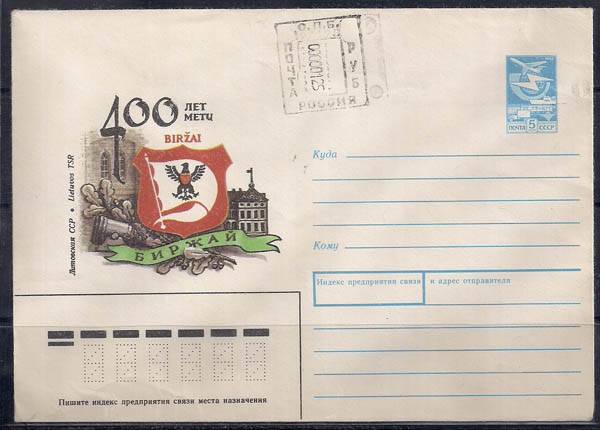 400 ЛЕТ
METŲ
BIRŽAI
БИРЖАЙ
Литовская ССР • Lietuvos TSR
ПОЧТА
РУБ
РОССИЯ
ПОЧТА 5 СССР
Куда
Кому
Индекс предприятия связи и адрес отправителя
Пишите индекс предприятия связи места назначения